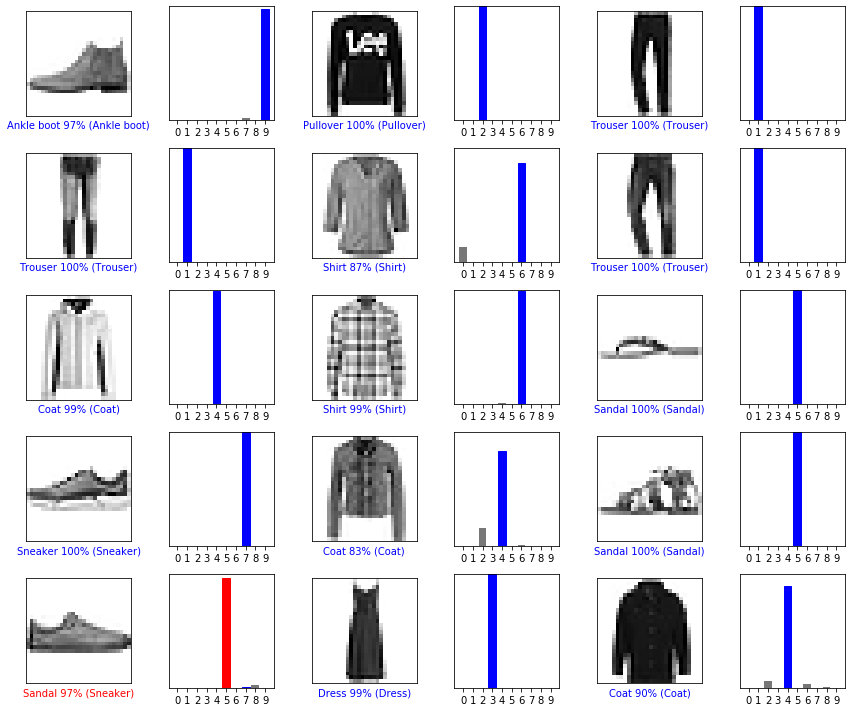 Lee
Ankle boot 97% (Ankle boot)
0 1 2 3 4 5 6 7 8 9
Pullover 100% (Pullover)
0 1 2 3 4 5 6 7 8 9
Trouser 100% (Trouser)
0 1 2 3 4 5 6 7 8 9
Trouser 100% (Trouser)
0 1 2 3 4 5 6 7 8 9
Shirt 87% (Shirt)
0 1 2 3 4 5 6 7 8 9
Trouser 100% (Trouser)
0 1 2 3 4 5 6 7 8 9
Coat 99% (Coat)
0 1 2 3 4 5 6 7 8 9
Shirt 99% (Shirt)
0 1 2 3 4 5 6 7 8 9
Sandal 100% (Sandal)
0 1 2 3 4 5 6 7 8 9
Sneaker 100% (Sneaker)
0 1 2 3 4 5 6 7 8 9
Coat 83% (Coat)
0 1 2 3 4 5 6 7 8 9
Sandal 100% (Sandal)
0 1 2 3 4 5 6 7 8 9
Sandal 97% (Sneaker)
0 1 2 3 4 5 6 7 8 9
Dress 99% (Dress)
0 1 2 3 4 5 6 7 8 9
Coat 90% (Coat)
0 1 2 3 4 5 6 7 8 9